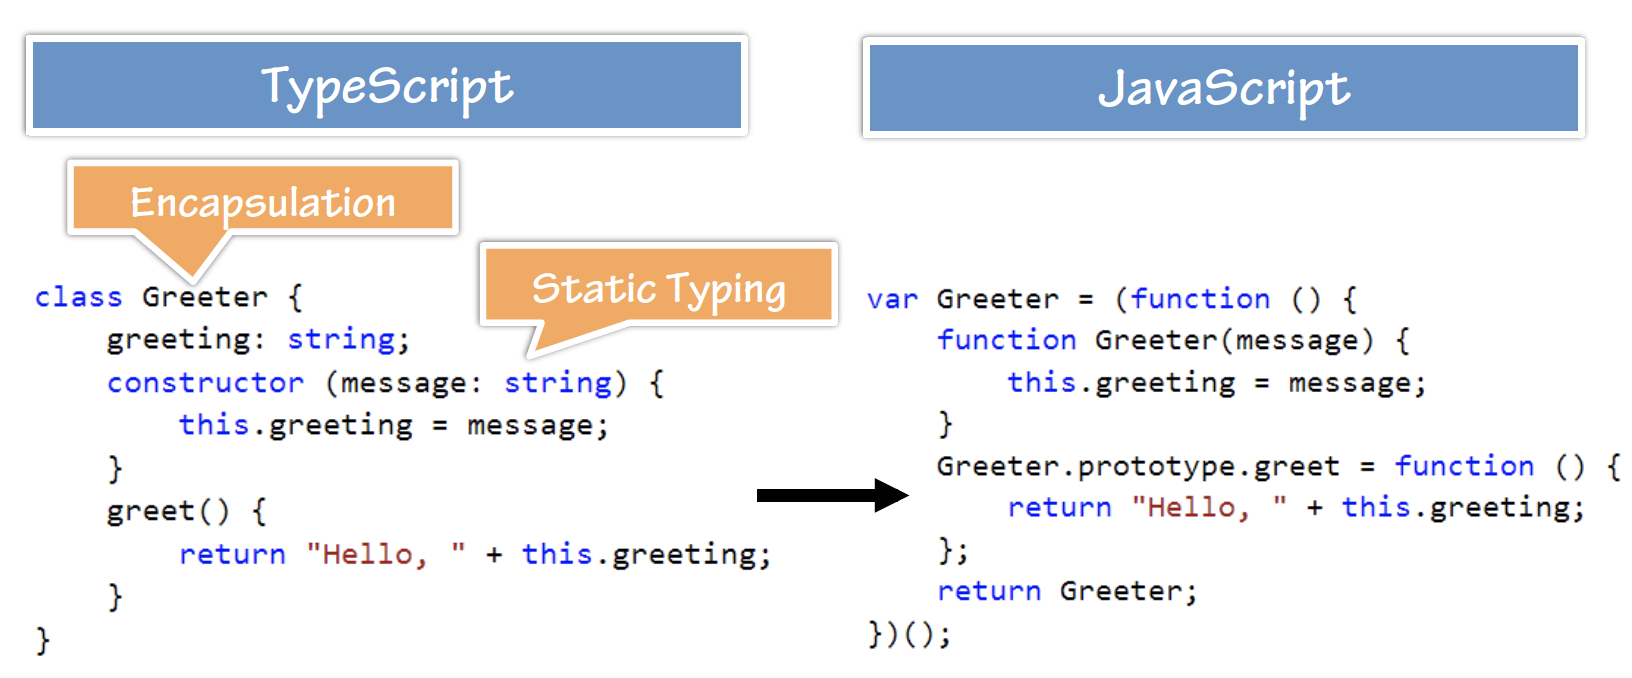 TypeScript
Encapsulation
Static Typing
class Greeter {
    greeting: string;
    constructor (message: string) {
        this.greeting = message;
    }
    greet() {
        return "Hello, " + this.greeting;
    }
}
JavaScript
var Greeter = (function () {
    function Greeter(message) {
        this.greeting = message;
    }
    Greeter.prototype.greet = function () {
        return "Hello, " + this.greeting;
    };
    return Greeter;
})();